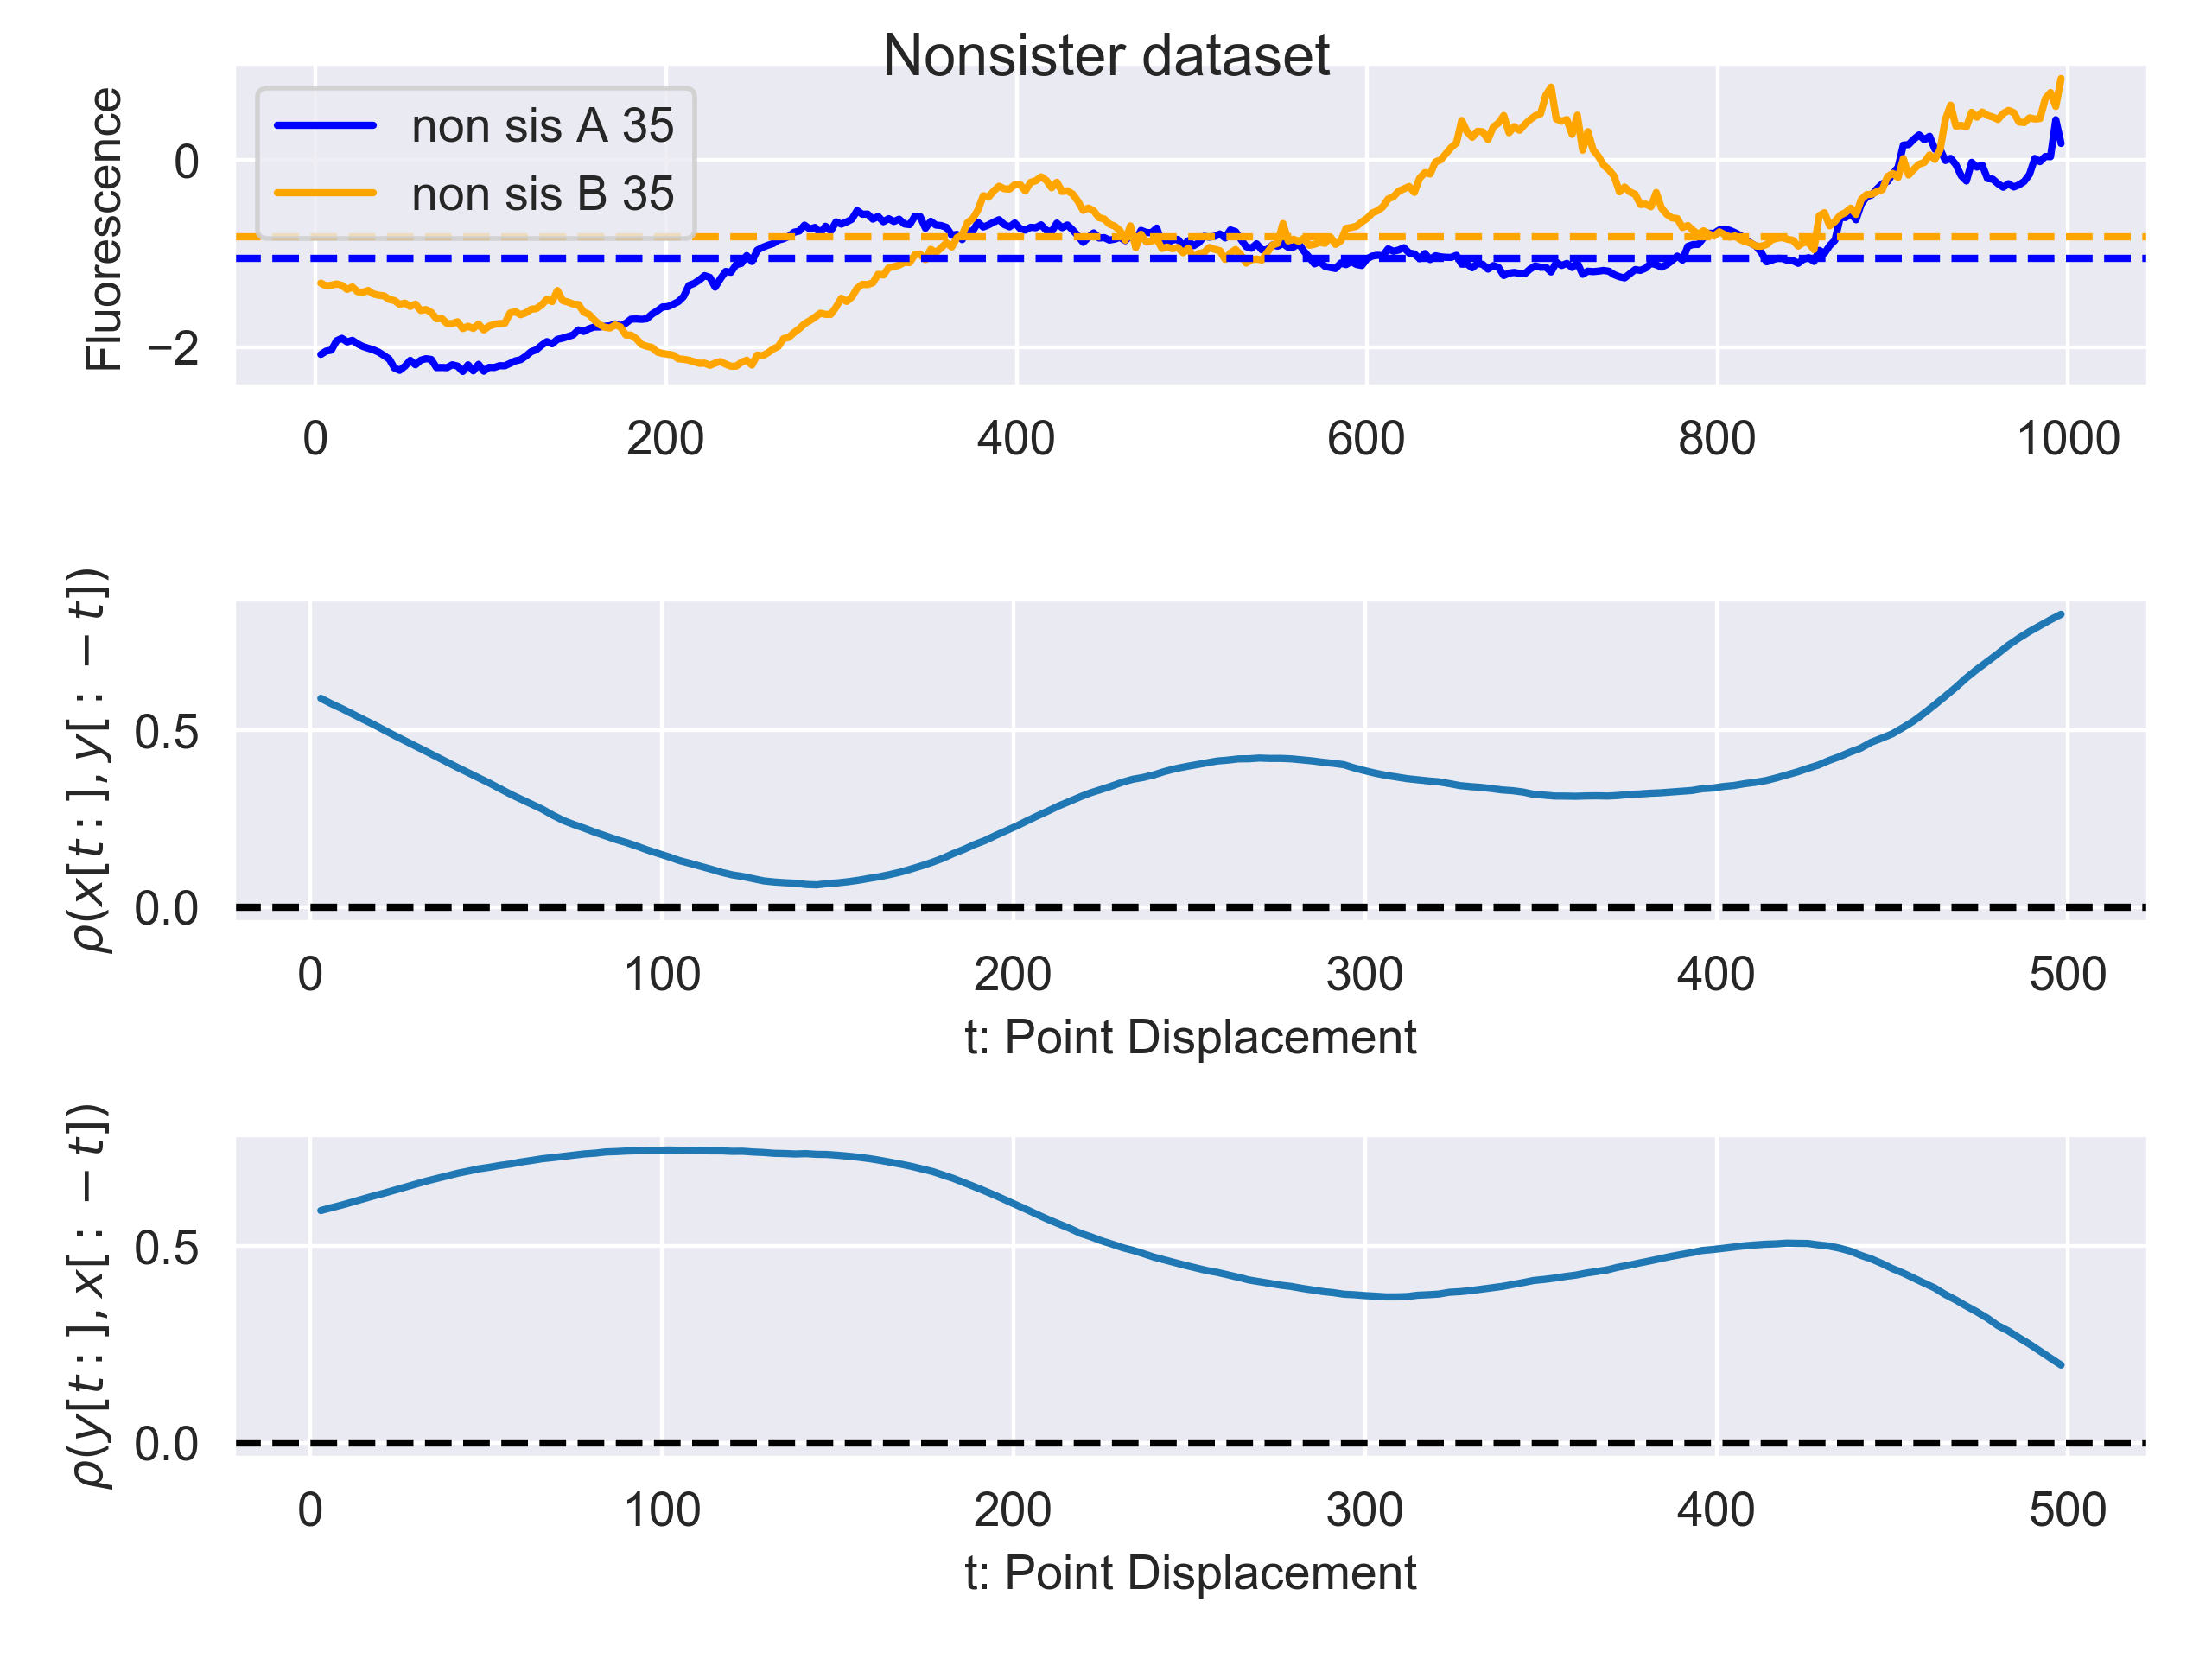 Nonsister dataset
Fluorescence
0
−2
non sis A 35
non sis B 35
0 200 400 600 800 1000
ρ(x[t:], y[:−t])
0.5
0.0
0 100 200 300 400 500
t: Point Displacement
ρ(y[t:], x[:−t])
0.5
0.0
0 100 200 300 400 500
t: Point Displacement